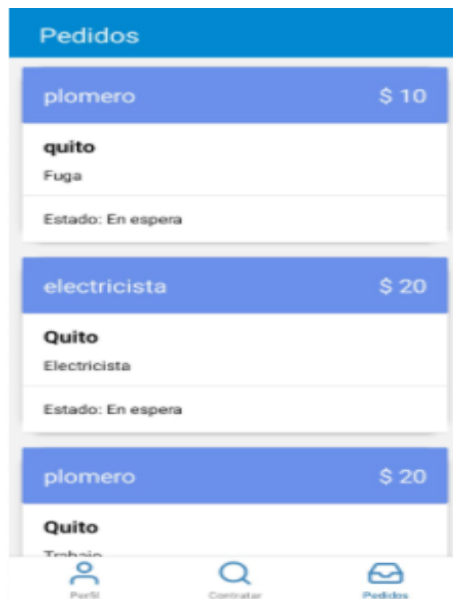 Pedidos
plomero $ 10
quito
Fuga
Estado: En espera
electricista $ 20
Quito
Electricista
Estado: En espera
plomero $ 20
Quito
Trabajo
Perfil Contratar Pedidos